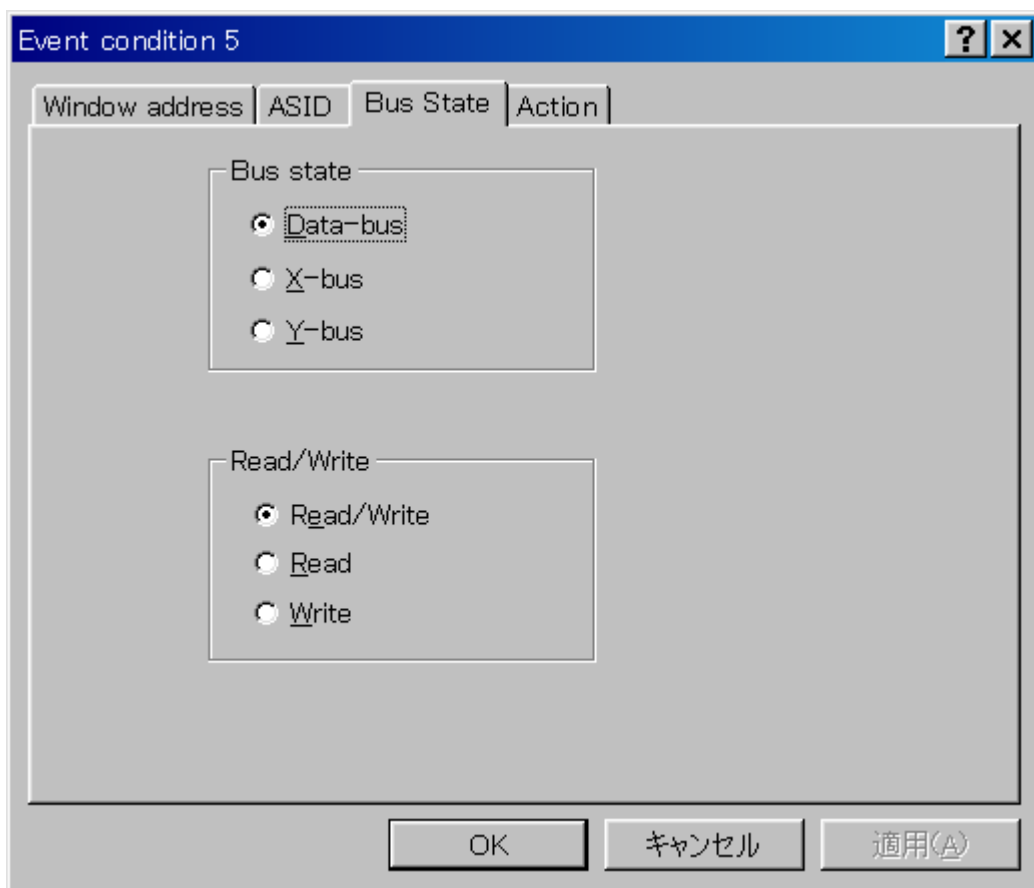 Event condition 5
Window address ASID Bus State Action
Bus state
Data-bus
X-bus
Y-bus
Read/Write
Read/Write
Read
Write
OK キャンセル 適用(A)